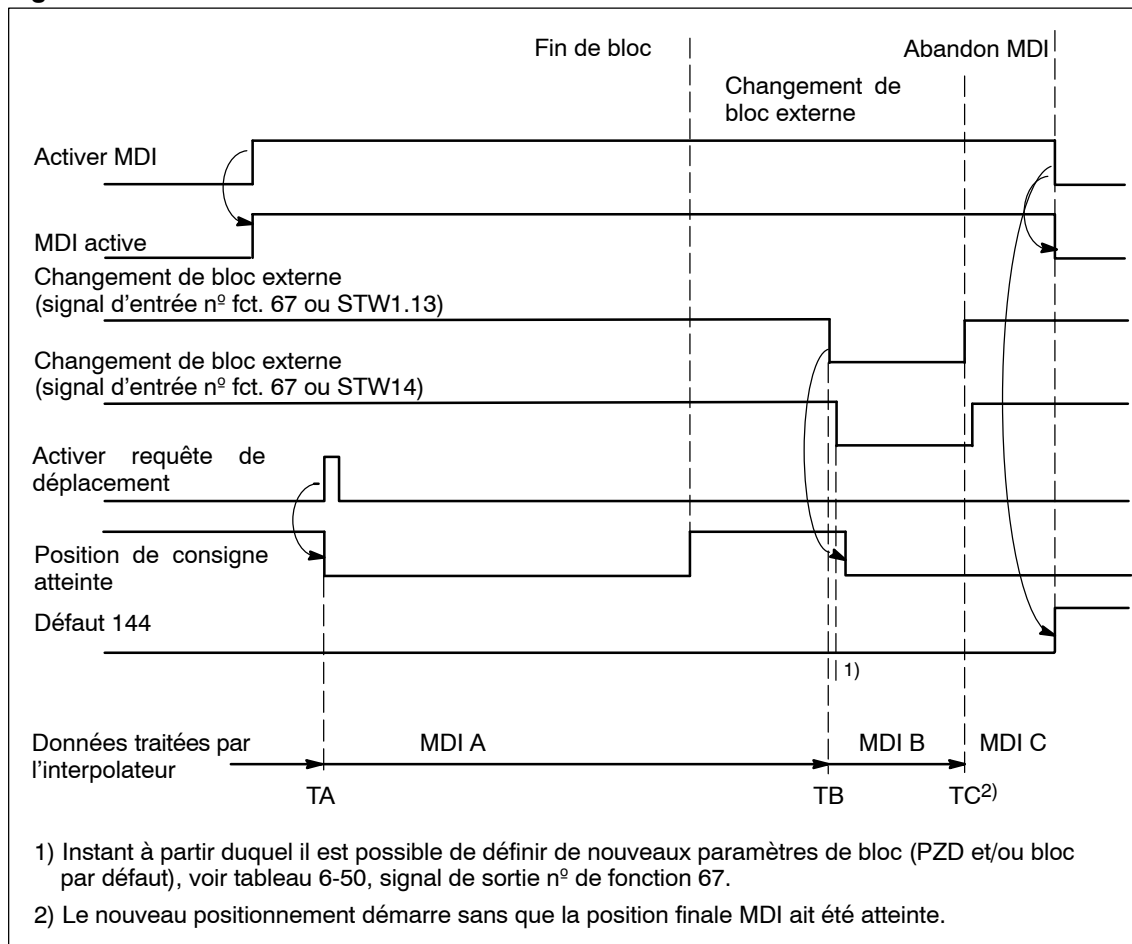 Fin de bloc
Abandon MDI
Changement de
bloc externe
Activer MDI
MDI active
Changement de bloc externe
(signal d'entrée nº fct. 67 ou STW1.13)
Changement de bloc externe
(signal d'entrée nº fct. 67 ou STW14)
Activer requête de
déplacement
Position de consigne
atteinte
Défaut 144
1)
Données traitées par
l'interpolateur
MDI A
MDI B
MDI C
TA
TB
TC2)
1) Instant à partir duquel il est possible de définir de nouveaux paramètres de bloc (PZD et/ou bloc
par défaut), voir tableau 6-50, signal de sortie nº de fonction 67.
2) Le nouveau positionnement démarre sans que la position finale MDI ait été atteinte.